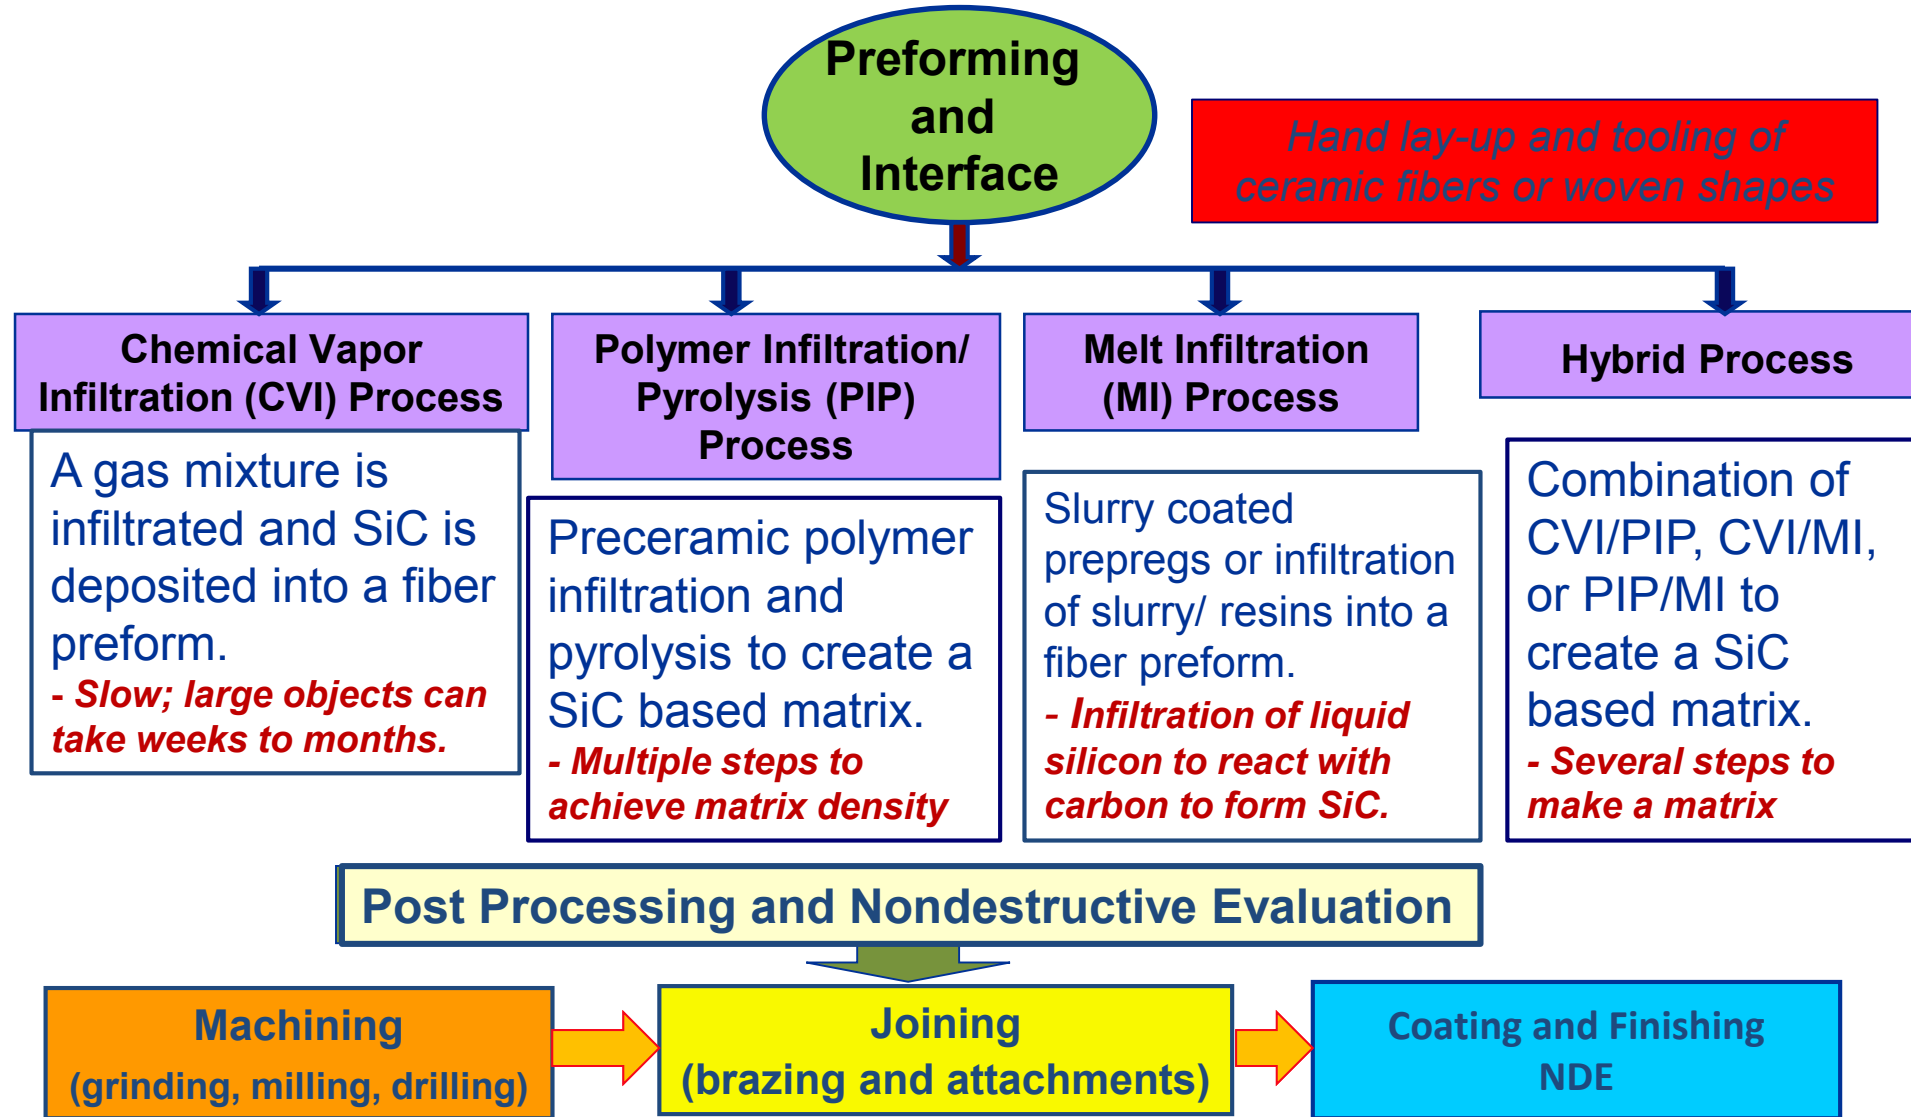 Preforming
and
Interface
Hand lay-up and tooling of
ceramic fibers or woven shapes
Chemical Vapor
Infiltration (CVI) Process
A gas mixture is
infiltrated and SiC is
deposited into a fiber
preform.
- Slow; large objects can
take weeks to months.
Polymer Infiltration/
Pyrolysis (PIP)
Process
Preceramic polymer
infiltration and
pyrolysis to create a
SiC based matrix.
- Multiple steps to
achieve matrix density
Melt Infiltration
(MI) Process
Slurry coated
prepregs or infiltration
of slurry/ resins into a
fiber preform.
- Infiltration of liquid
silicon to react with
carbon to form SiC.
Hybrid Process
Combination of
CVI/PIP, CVI/MI,
or PIP/MI to
create a SiC
based matrix.
- Several steps to
make a matrix
Post Processing and Nondestructive Evaluation
Machining
(grinding, milling, drilling)
Joining
(brazing and attachments)
Coating and Finishing
NDE